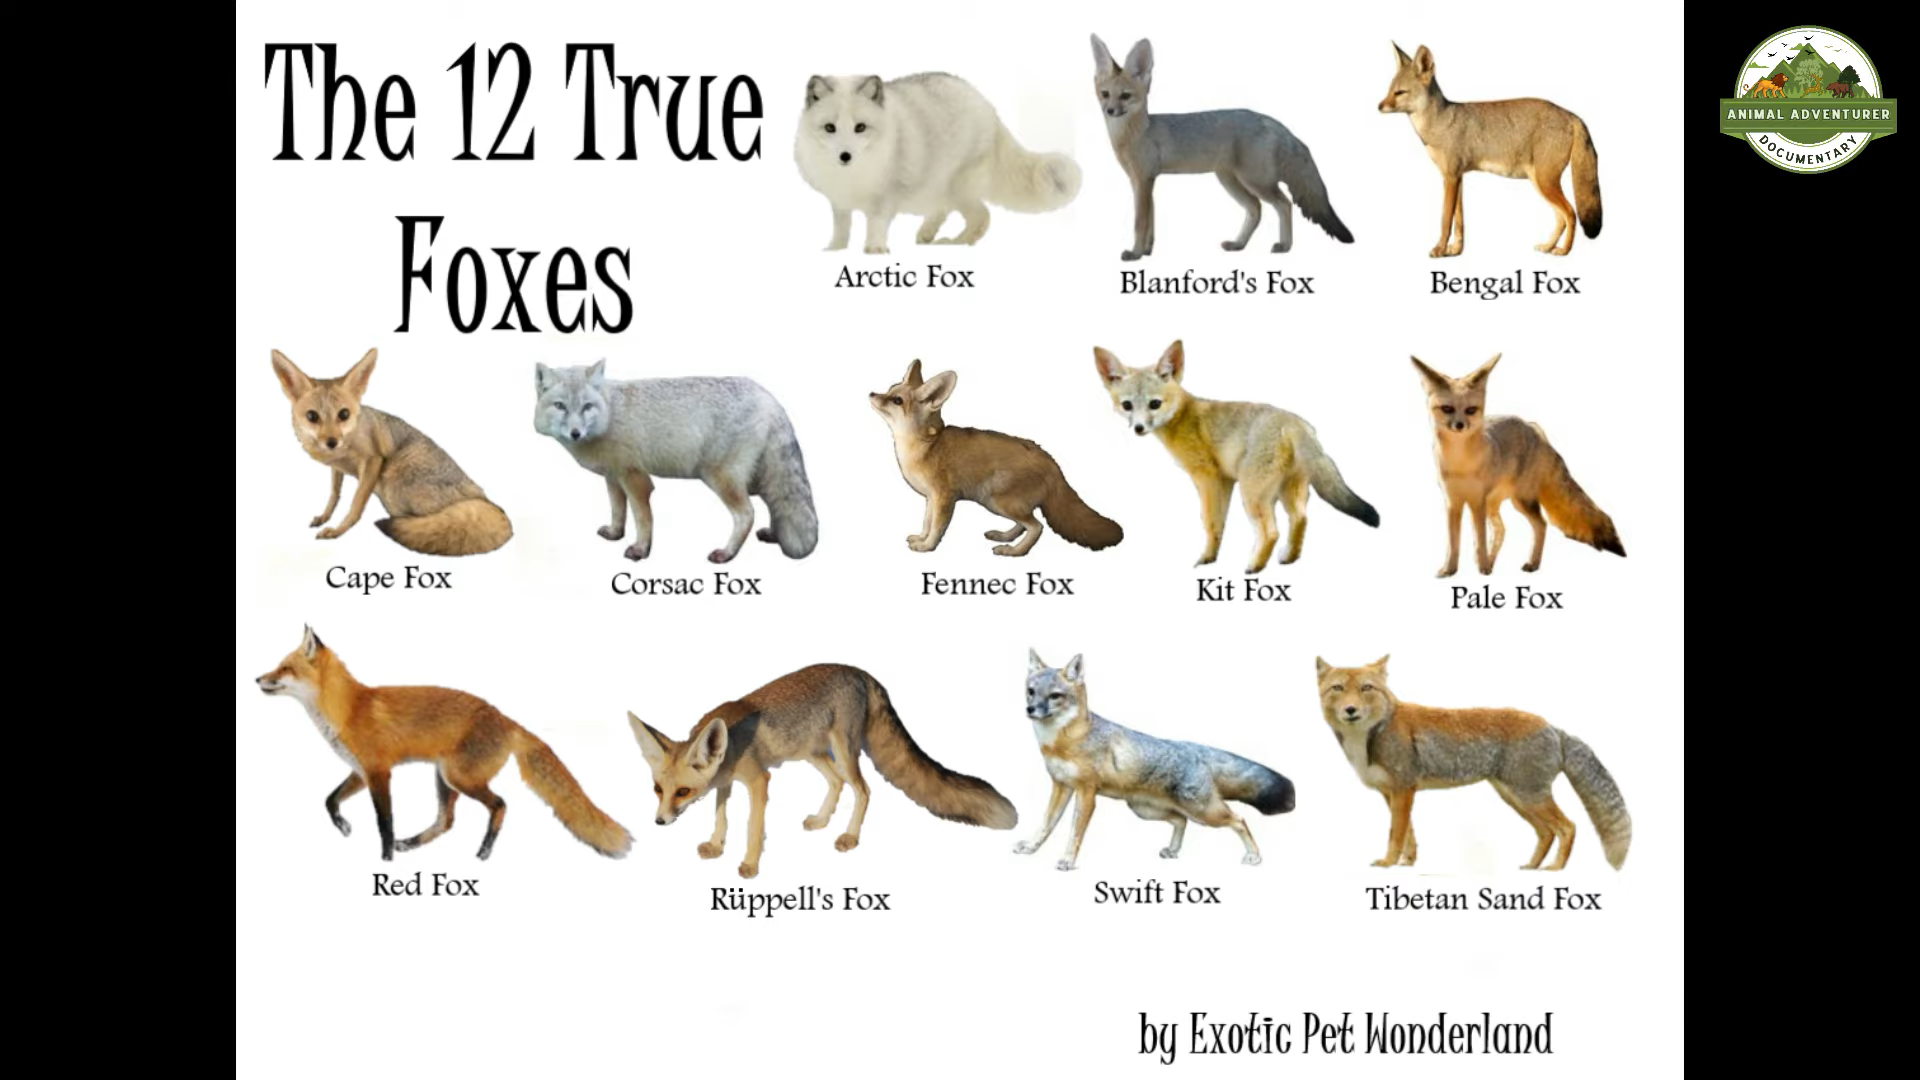 The 12 True
Foxes
Arctic Fox
Blanford's Fox
Bengal Fox
Cape Fox
Corsac Fox
Fennec Fox
Kit Fox
Pale Fox
Red Fox
Rüppell's Fox
Swift Fox
Tibetan Sand Fox
by Exotic Pet Wonderland
ANIMAL ADVENTURER
DOCUMENTARY